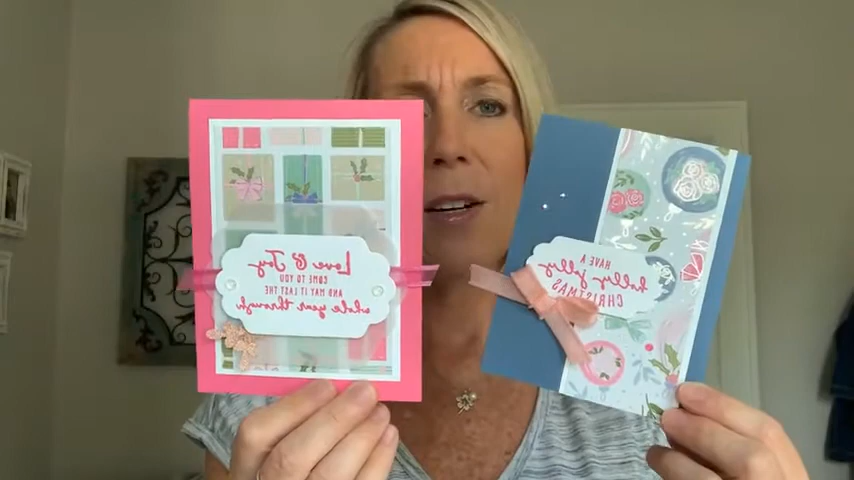 Love & Joy
COME TO YOU
AND MAY IT LAST THE
whole year through
HAVE A
holly jolly
CHRISTMAS